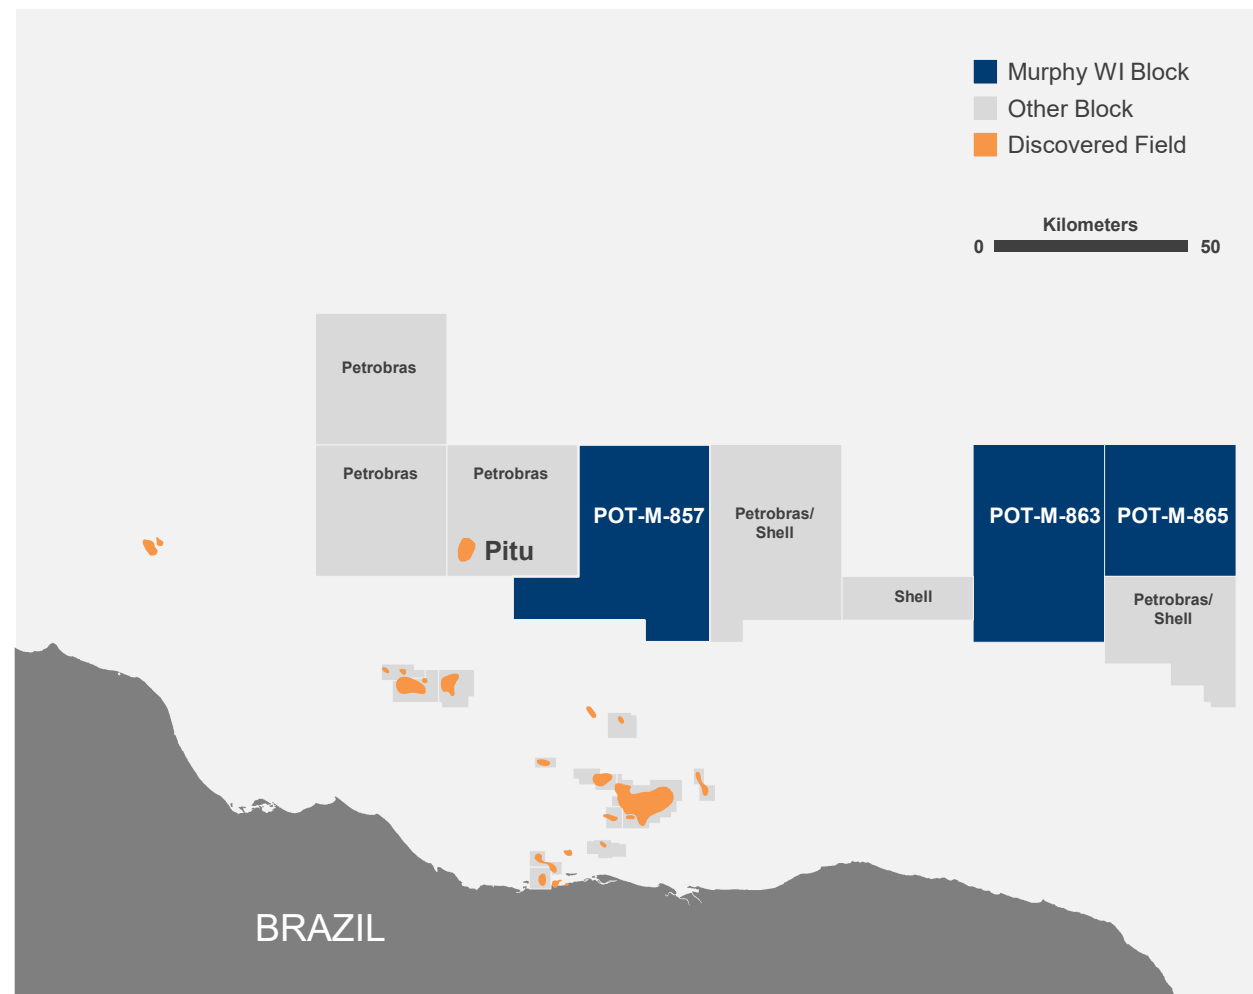 Murphy WI Block
Other Block
Discovered Field
Kilometers
0 50
Petrobras
Petrobras
Petrobras
Pitu
POT-M-857
Petrobras/
Shell
Shell
POT-M-863
POT-M-865
Petrobras/
Shell
BRAZIL